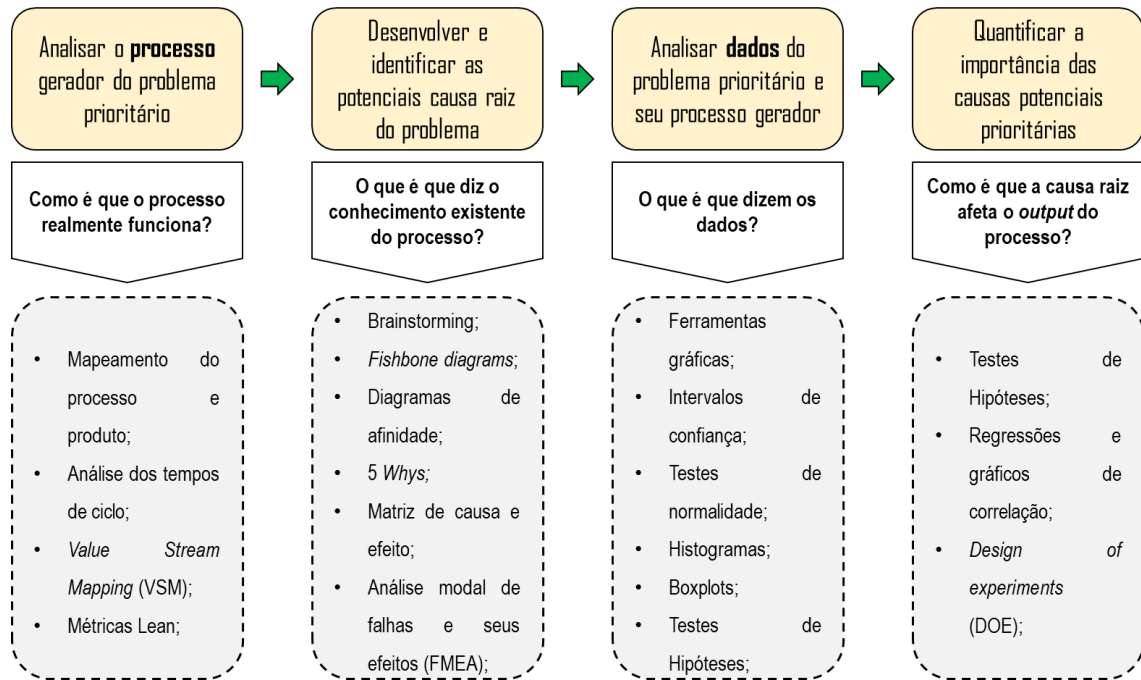 Analisar o processo
gerador do problema
prioritário
Como é que o processo
realmente funciona?
• Mapeamento do
processo e
produto;
• Análise dos tempos
de ciclo;
• Value Stream
Mapping (VSM);
• Métricas Lean;
Desenvolver e
identificar as
potenciais causa raiz
do problema
O que é que diz o
conhecimento existente
do processo?
• Brainstorming;
• Fishbone diagrams;
• Diagramas de
afinidade;
• 5 Whys;
• Matriz de causa e
efeito;
• Análise modal de
falhas e seus
efeitos (FMEA);
Analisar dados do
problema prioritário e
seu processo gerador
O que é que dizem os
dados?
• Ferramentas
gráficas;
• Intervalos de
confiança;
• Testes de
normalidade;
• Histogramas;
• Boxplots;
• Testes de
Hipóteses;
Quantificar a
importância das
causas potenciais
prioritárias
Como é que a causa raiz
afeta o output do
processo?
• Testes de
Hipóteses;
• Regressões e
gráficos de
correlação;
• Design of
experiments
(DOE);